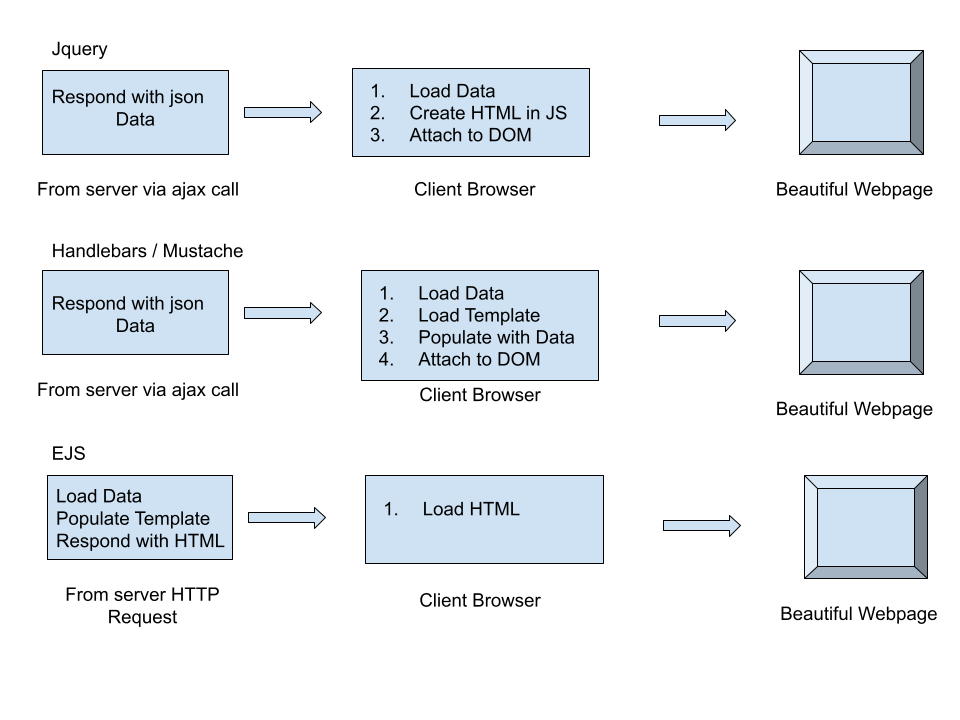 Jquery
Respond with json
Data
1. Load Data
2. Create HTML in JS
3. Attach to DOM
From server via ajax call
Client Browser
Beautiful Webpage
Handlebars / Mustache
Respond with json
Data
1. Load Data
2. Load Template
3. Populate with Data
4. Attach to DOM
From server via ajax call
Client Browser
Beautiful Webpage
EJS
Load Data
Populate Template
Respond with HTML
1. Load HTML
From server HTTP
Request
Client Browser
Beautiful Webpage